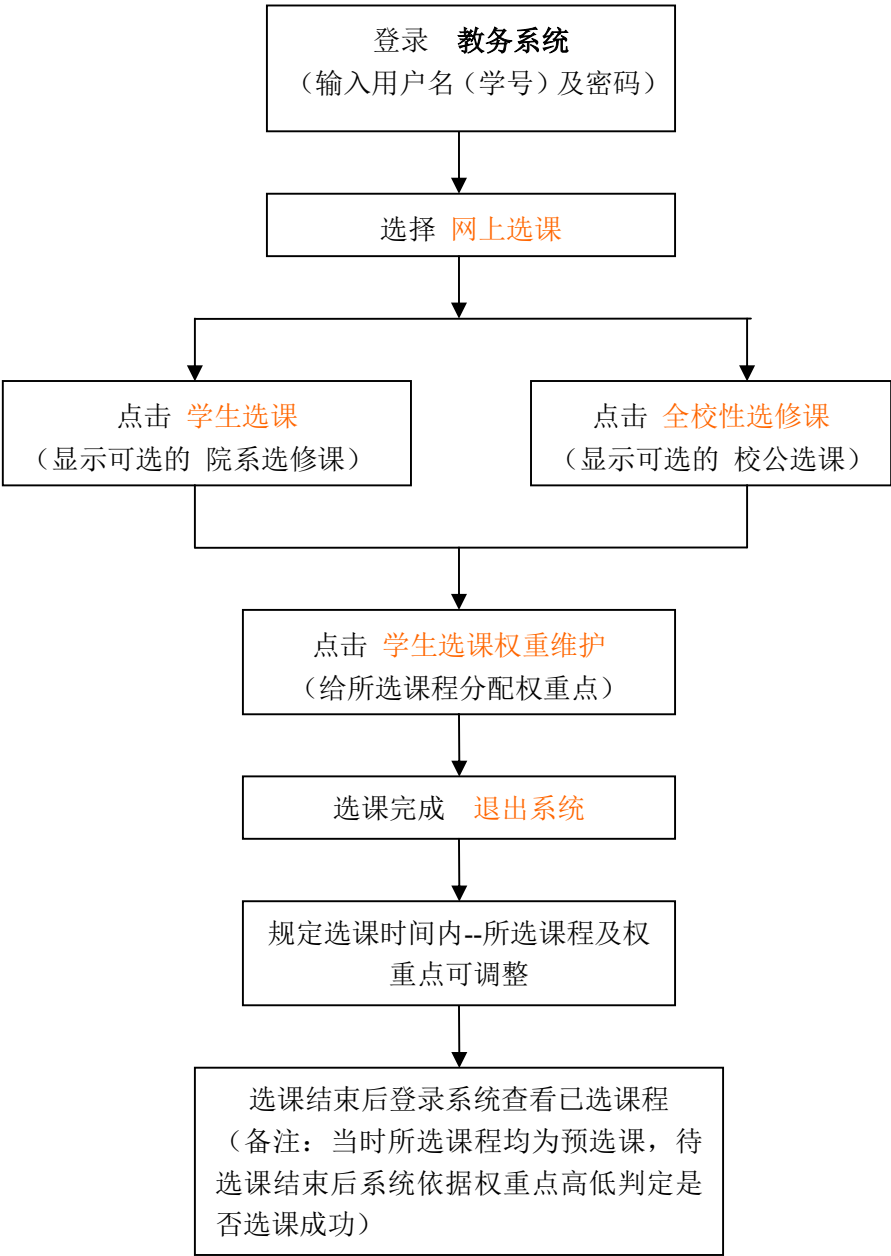 登录 教务系统
（输入用户名（学号）及密码）
选择 网上选课
点击 学生选课
（显示可选的 院系选修课）
点击 全校性选修课
（显示可选的 校公选课）
点击 学生选课权重维护
（给所选课程分配权重点）
选课完成 退出系统
规定选课时间内--所选课程及权
重点可调整
选课结束后登录系统查看已选课程
（备注：当时所选课程均为预选课，待
选课结束后系统依据权重点高低判定是
否选课成功）